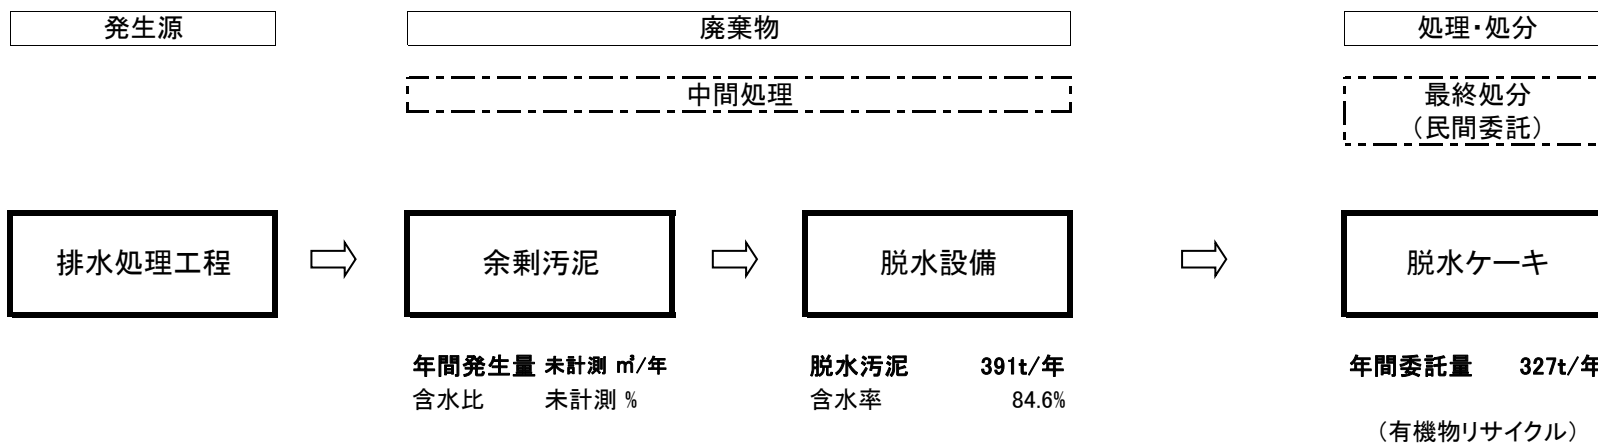 発生源
廃棄物
処理・処分
中間処理
最終処分
（民間委託）
排水処理工程
余剰汚泥
脱水設備
脱水ケーキ
年間発生量 未計測 ㎥/年
含水比 未計測 %
脱水汚泥 391t/年
含水率 84.6%
年間委託量 327t/年
（有機物リサイクル）